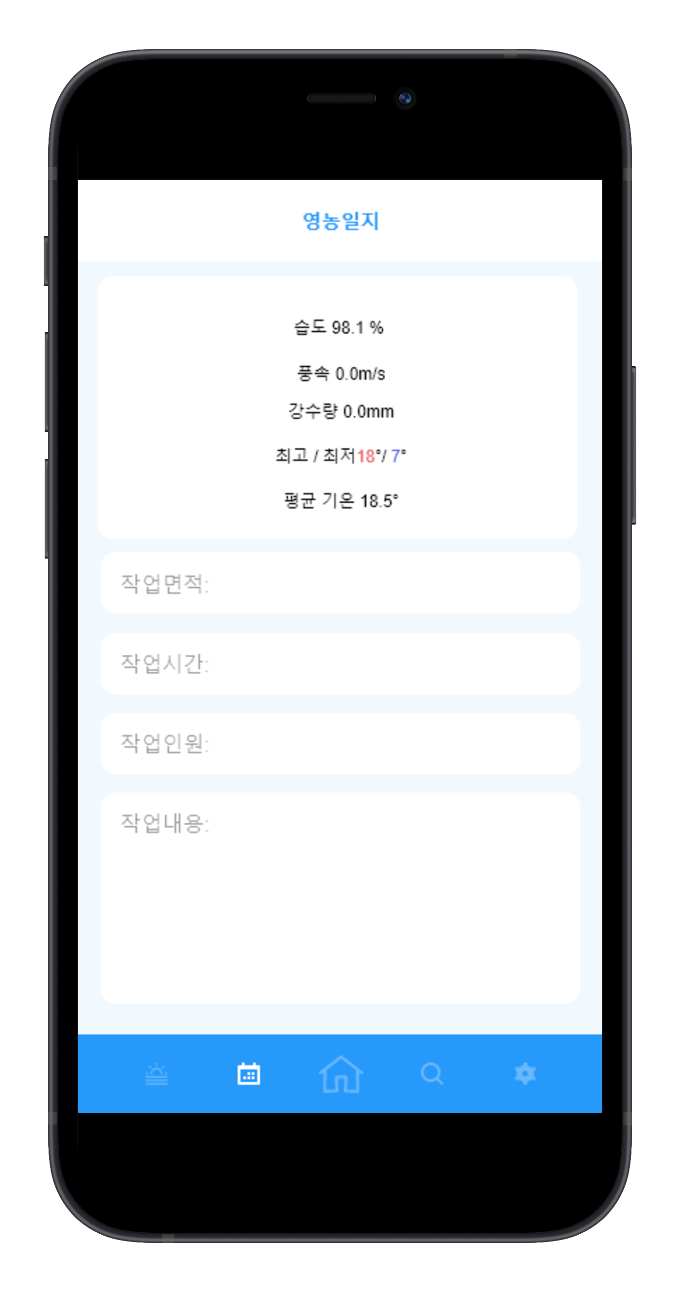 영농일지
습도 98.1 %
풍속 0.0m/s
강수량 0.0mm
최고 / 최저18°/ 7°
평균 기온 18.5°
작업면적:
작업시간:
작업인원:
작업내용: